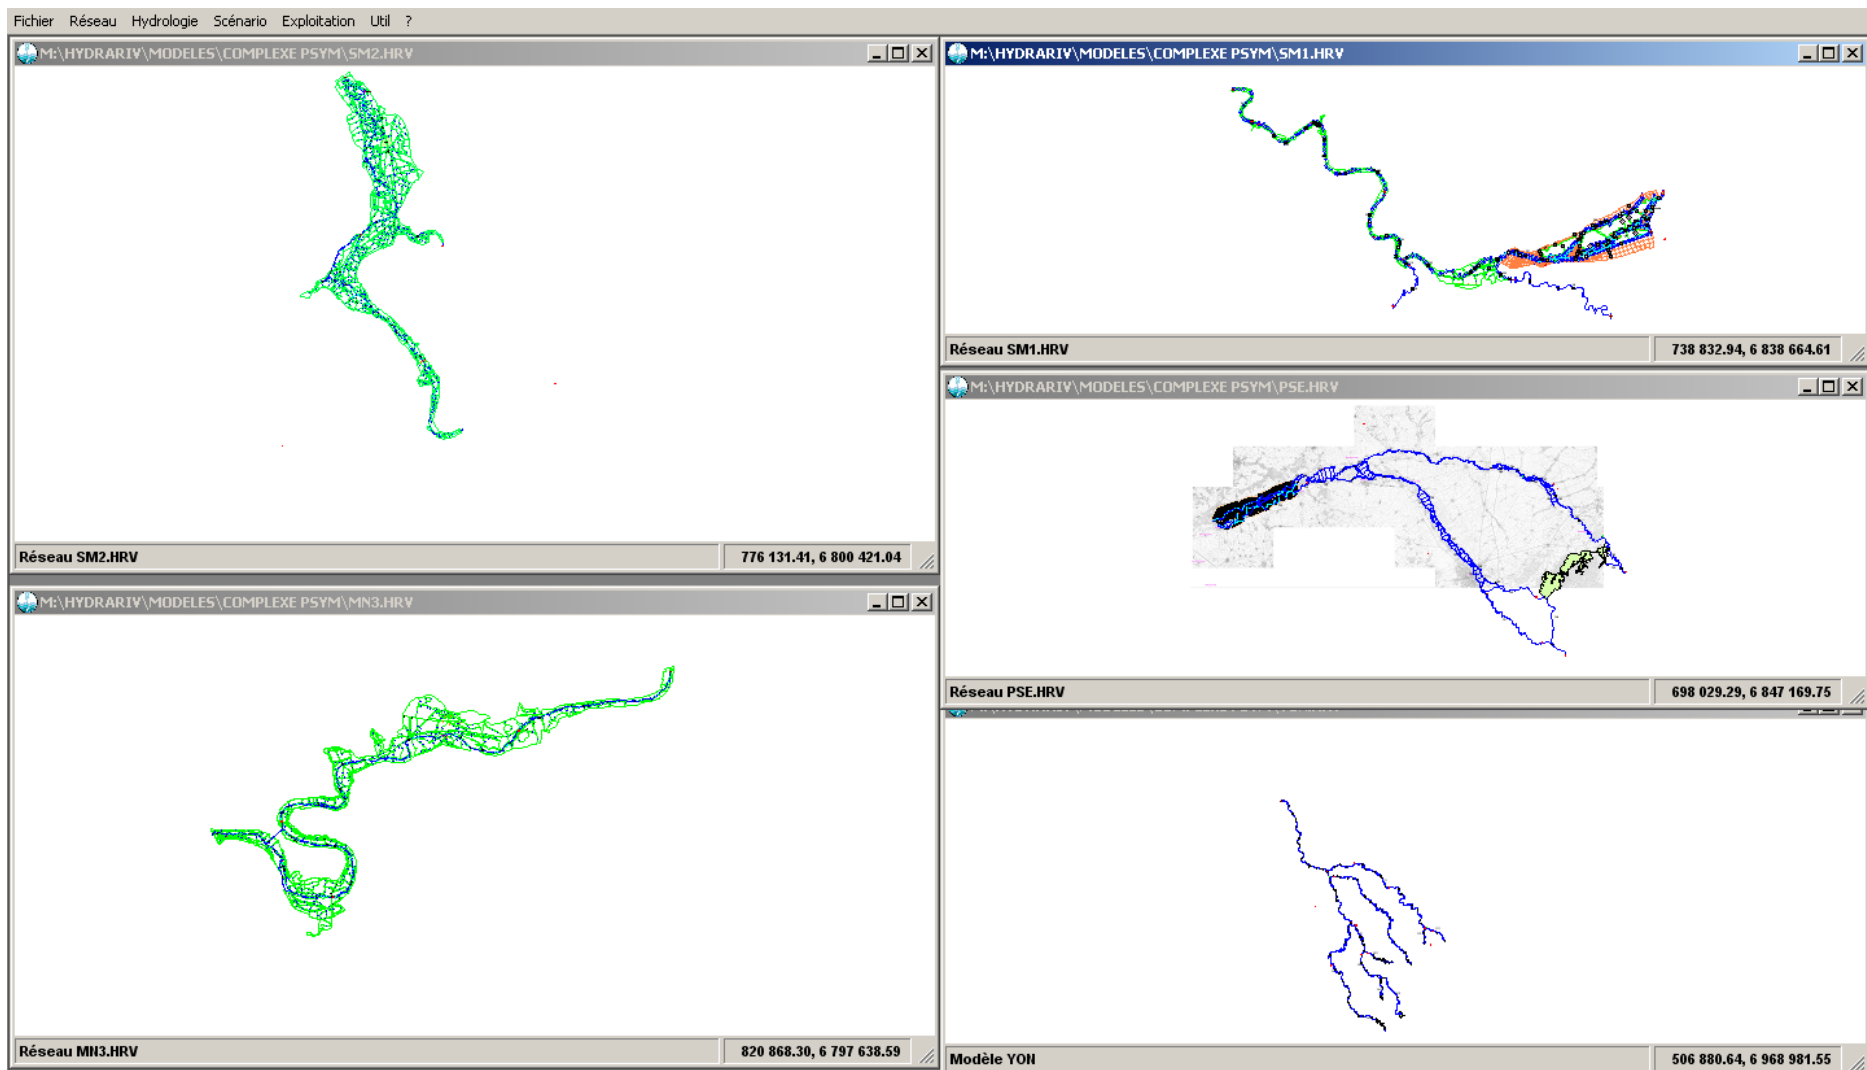 Fichier Réseau Hydrologie Scénario Exploitation Util ?
M:\HYDRARIV\MODELES\COMPLEXE PSYM\SM2.HRV
Réseau SM2.HRV 776 131.41, 6 800 421.04
M:\HYDRARIV\MODELES\COMPLEXE PSYM\MN3.HRV
Réseau MN3.HRV 820 868.30, 6 797 638.59
M:\HYDRARIV\MODELES\COMPLEXE PSYM\SM1.HRV
Réseau SM1.HRV 738 832.94, 6 838 664.61
M:\HYDRARIV\MODELES\COMPLEXE PSYM\PSE.HRV
Réseau PSE.HRV 698 029.29, 6 847 169.75
Modèle YON 506 880.64, 6 968 981.55